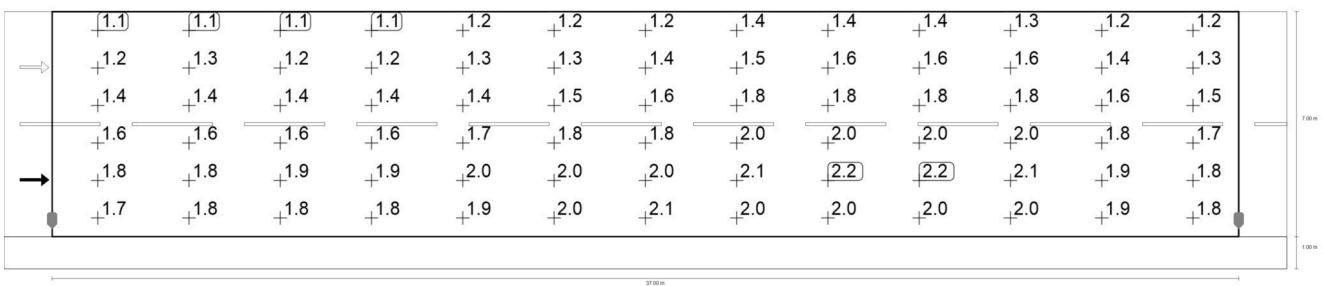 1.1 1.1 1.1 1.1 1.2 1.2 1.2 1.4 1.4 1.4 1.3 1.2 1.2
1.2 1.3 1.2 1.2 1.3 1.3 1.4 1.5 1.6 1.6 1.6 1.4 1.3
1.4 1.4 1.4 1.4 1.4 1.5 1.6 1.8 1.8 1.8 1.8 1.6 1.5
7.00 m
1.6 1.6 1.6 1.6 1.7 1.8 1.8 2.0 2.0 2.0 2.0 1.8 1.7
1.8 1.8 1.9 1.9 2.0 2.0 2.0 2.1 2.2 2.2 2.1 1.9 1.8
1.7 1.8 1.8 1.8 1.9 2.0 2.1 2.0 2.0 2.0 2.0 1.9 1.8
1.00 m
37.00 m